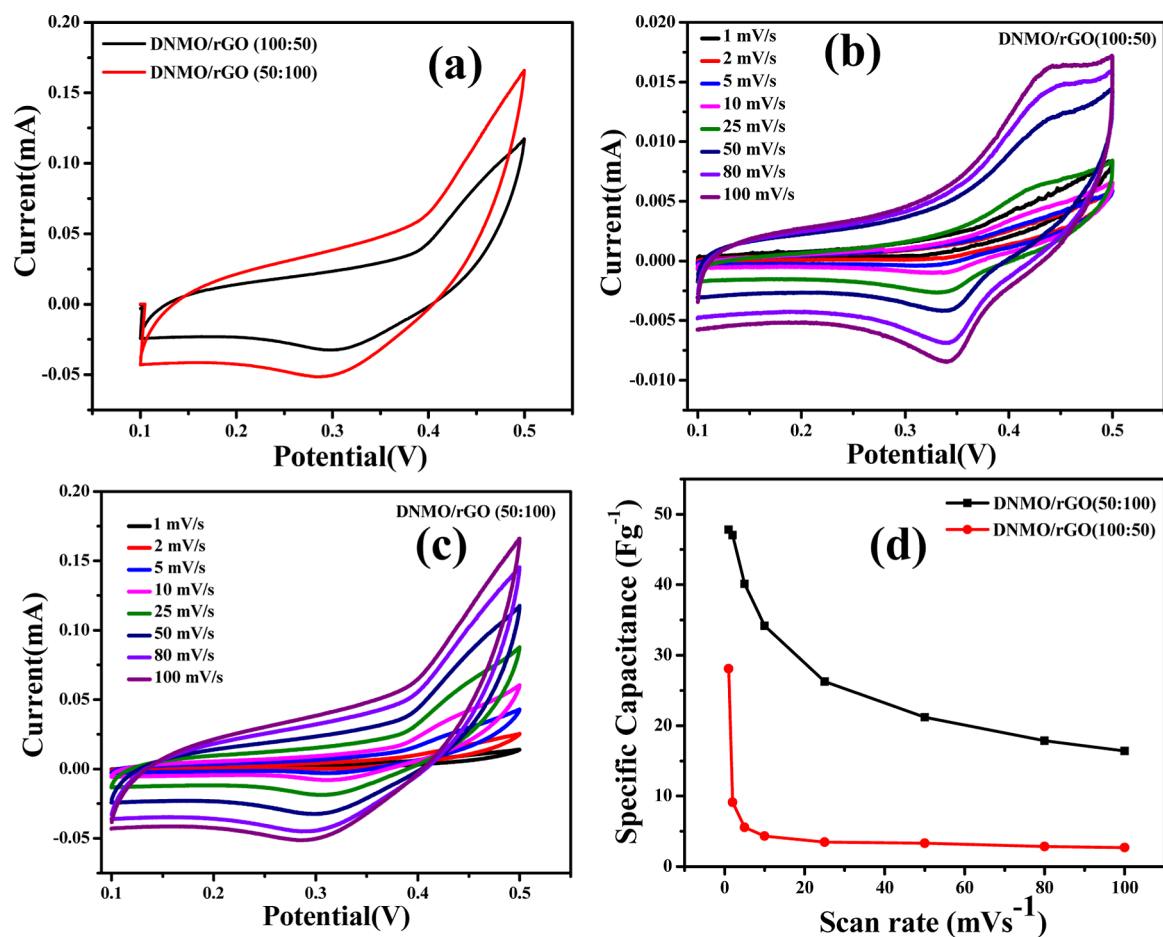 (a)
DNMO/rGO (100:50)
DNMO/rGO (50:100)
Current(mA)
0.20
0.15
0.10
0.05
0.00
-0.05
0.1 0.2 0.3 0.4 0.5
Potential(V)
(b)
DNMO/rGO(100:50)
1 mV/s
2 mV/s
5 mV/s
10 mV/s
25 mV/s
50 mV/s
80 mV/s
100 mV/s
Current(mA)
0.020
0.015
0.010
0.005
0.000
-0.005
-0.010
0.1 0.2 0.3 0.4 0.5
Potential(V)
(c)
DNMO/rGO (50:100)
1 mV/s
2 mV/s
5 mV/s
10 mV/s
25 mV/s
50 mV/s
80 mV/s
100 mV/s
Current(mA)
0.20
0.15
0.10
0.05
0.00
-0.05
0.1 0.2 0.3 0.4 0.5
Potential(V)
(d)
DNMO/rGO(50:100)
DNMO/rGO(100:50)
Specific Capacitance (Fg⁻¹)
50
40
30
20
10
0
0 20 40 60 80 100
Scan rate (mVs⁻¹)